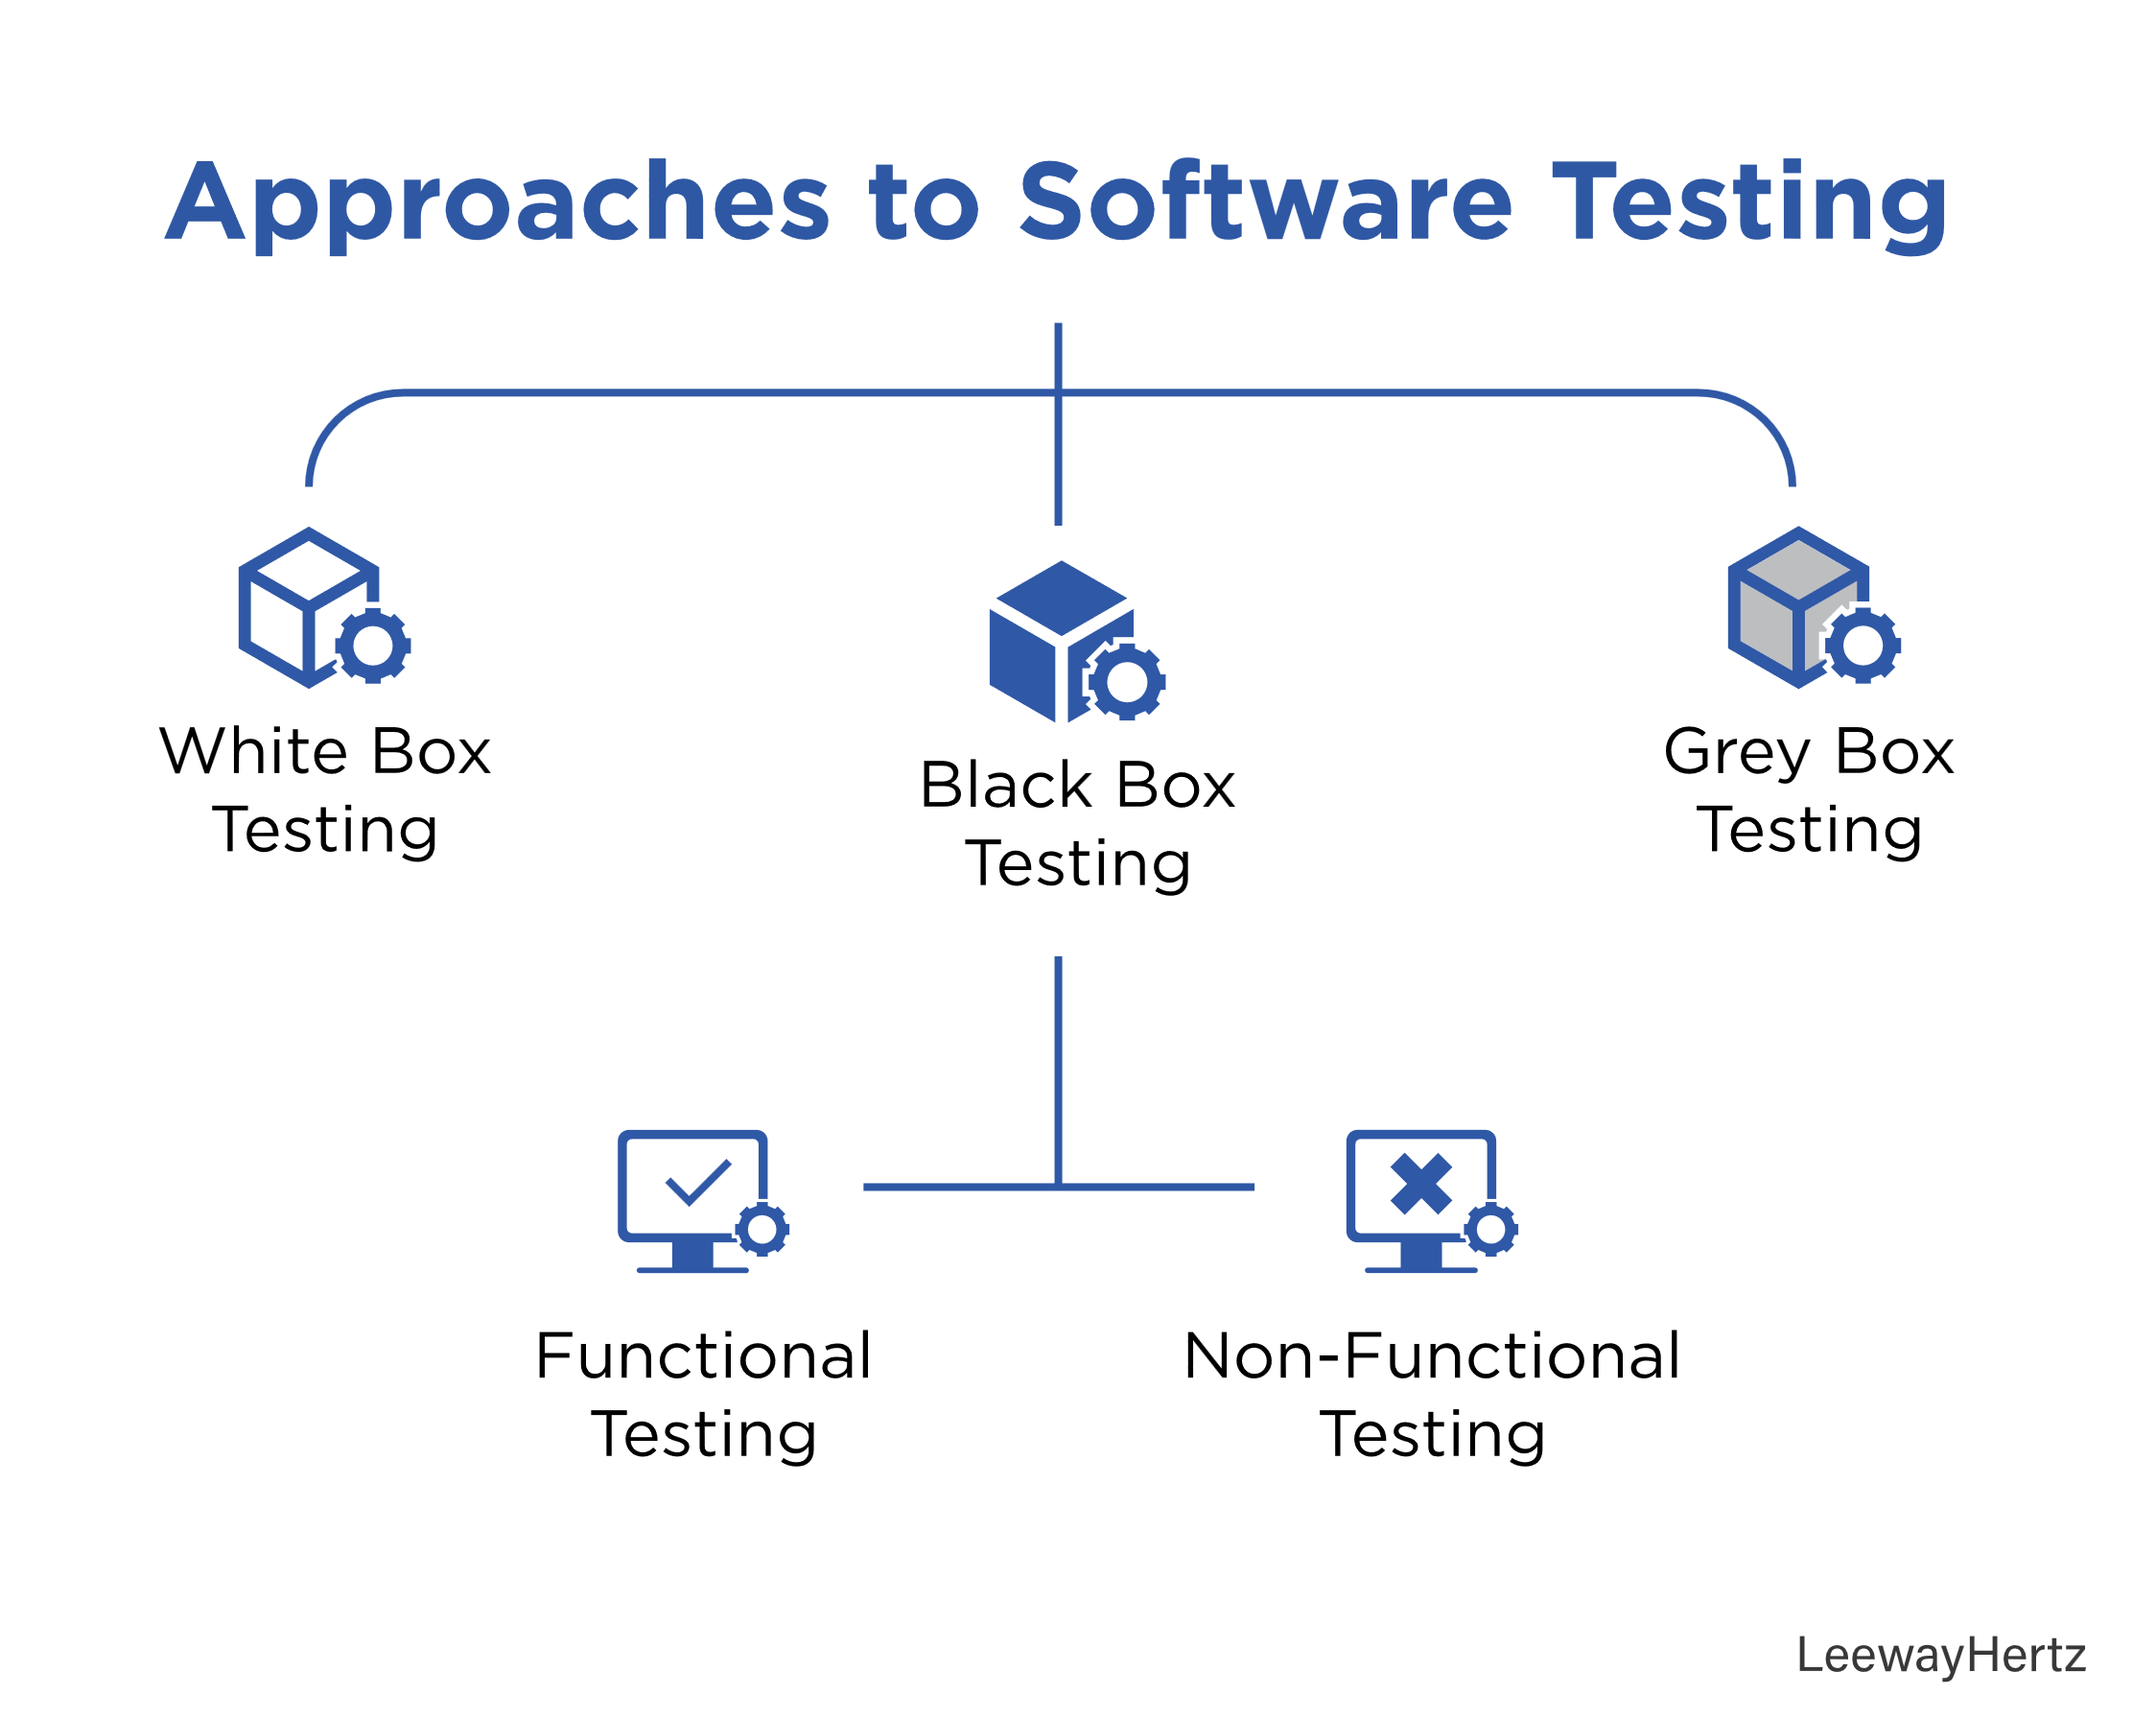 Approaches to Software Testing
White Box
Testing
Black Box
Testing
Grey Box
Testing
Functional
Testing
Non-Functional
Testing
LeewayHertz